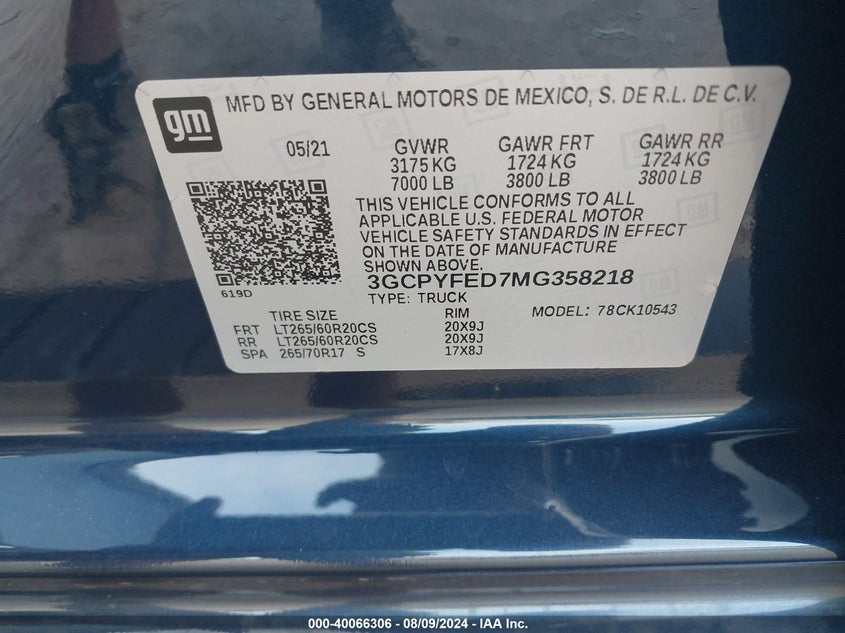 gm
MFD BY GENERAL MOTORS DE MEXICO, S. DE R.L. DE C.V.
05/21 GVWR GAWR FRT GAWR RR
3175 KG 1724 KG 1724 KG
7000 LB 3800 LB 3800 LB
THIS VEHICLE CONFORMS TO ALL
APPLICABLE U.S. FEDERAL MOTOR
VEHICLE SAFETY STANDARDS IN EFFECT
ON THE DATE OF MANUFACTURE
SHOWN ABOVE.
3GCPYFED7MG358218
619D
TYPE: TRUCK
TIRE SIZE RIM MODEL: 78CK10543
FRT LT265/60R20CS 20X9J
RR LT265/60R20CS 20X9J
SPA 265/70R17 S 17X8J
000-40066306 - 08/09/2024 - IAA Inc.